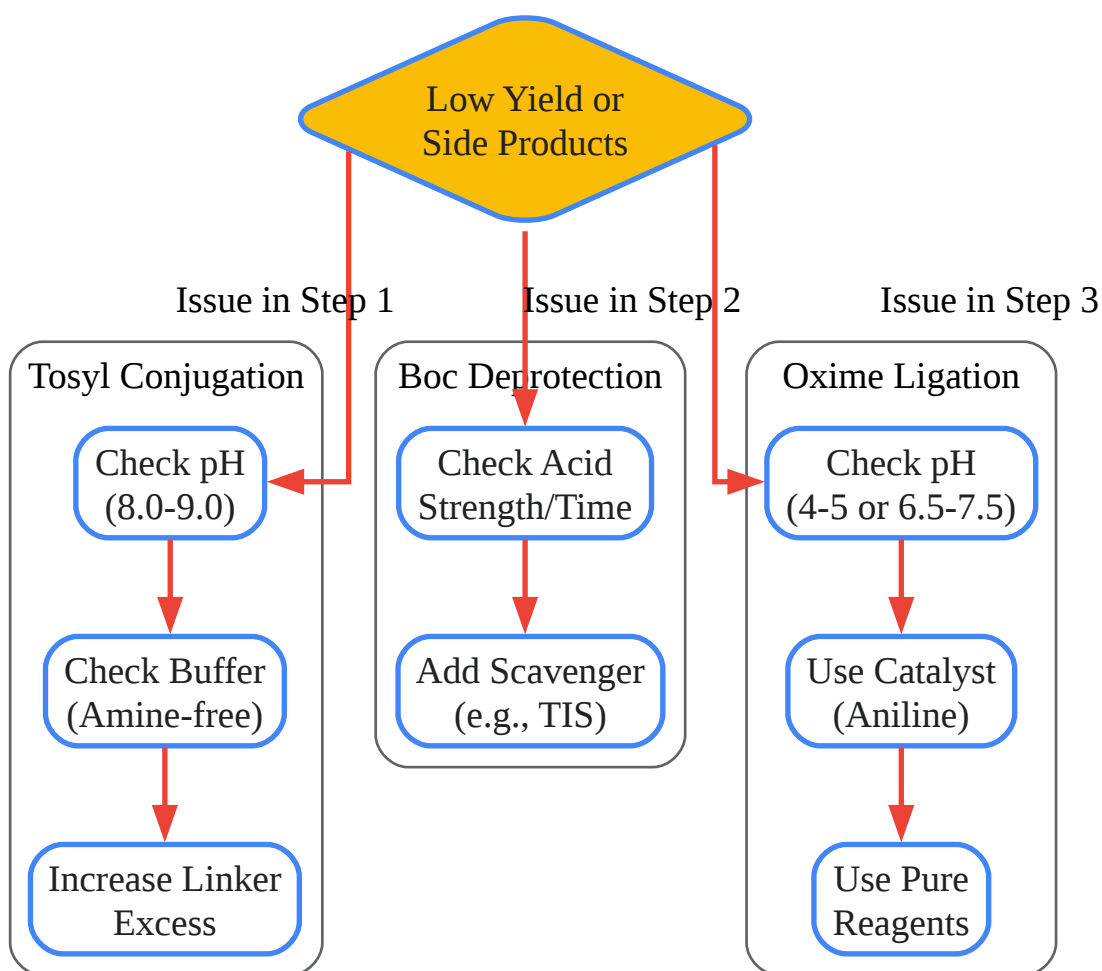 Low Yield or
Side Products
Issue in Step 1
Issue in Step 2
Issue in Step 3
Tosyl Conjugation
Check pH
(8.0-9.0)
Check Buffer
(Amine-free)
Increase Linker
Excess
Boc Deprotection
Check Acid
Strength/Time
Add Scavenger
(e.g., TIS)
Oxime Ligation
Check pH
(4-5 or 6.5-7.5)
Use Catalyst
(Aniline)
Use Pure
Reagents